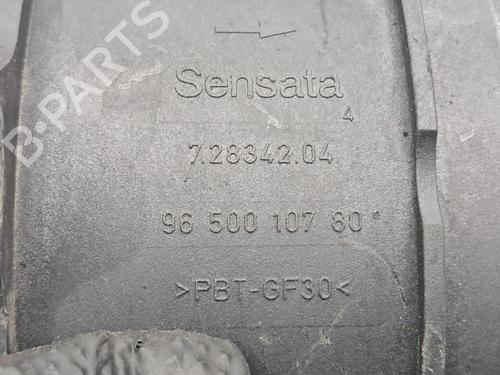 B-PARTS
Sensata
4
7.28342.04
96 500 107 80
>PBT-GF30<